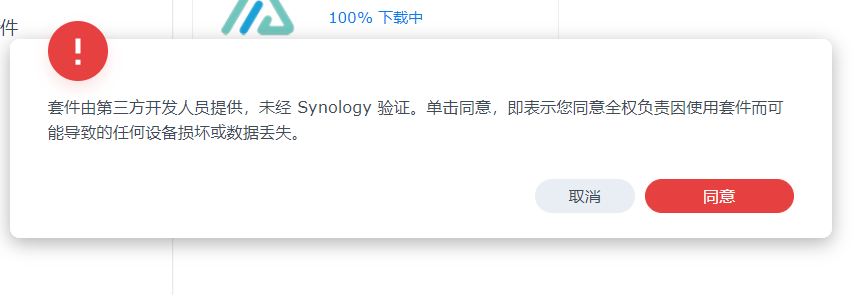 件
100% 下载中
套件由第三方开发人员提供，未经 Synology 验证。单击同意，即表示您同意全权负责因使用套件而可
能导致的任何设备损坏或数据丢失。
取消
同意